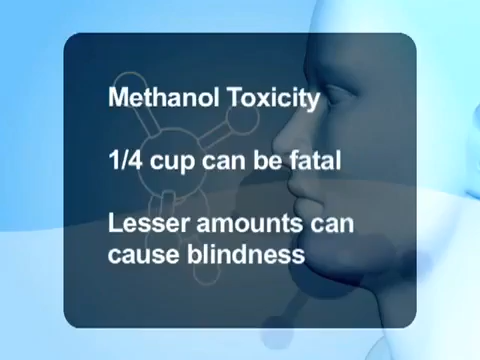 Methanol Toxicity
1/4 cup can be fatal
Lesser amounts can
cause blindness